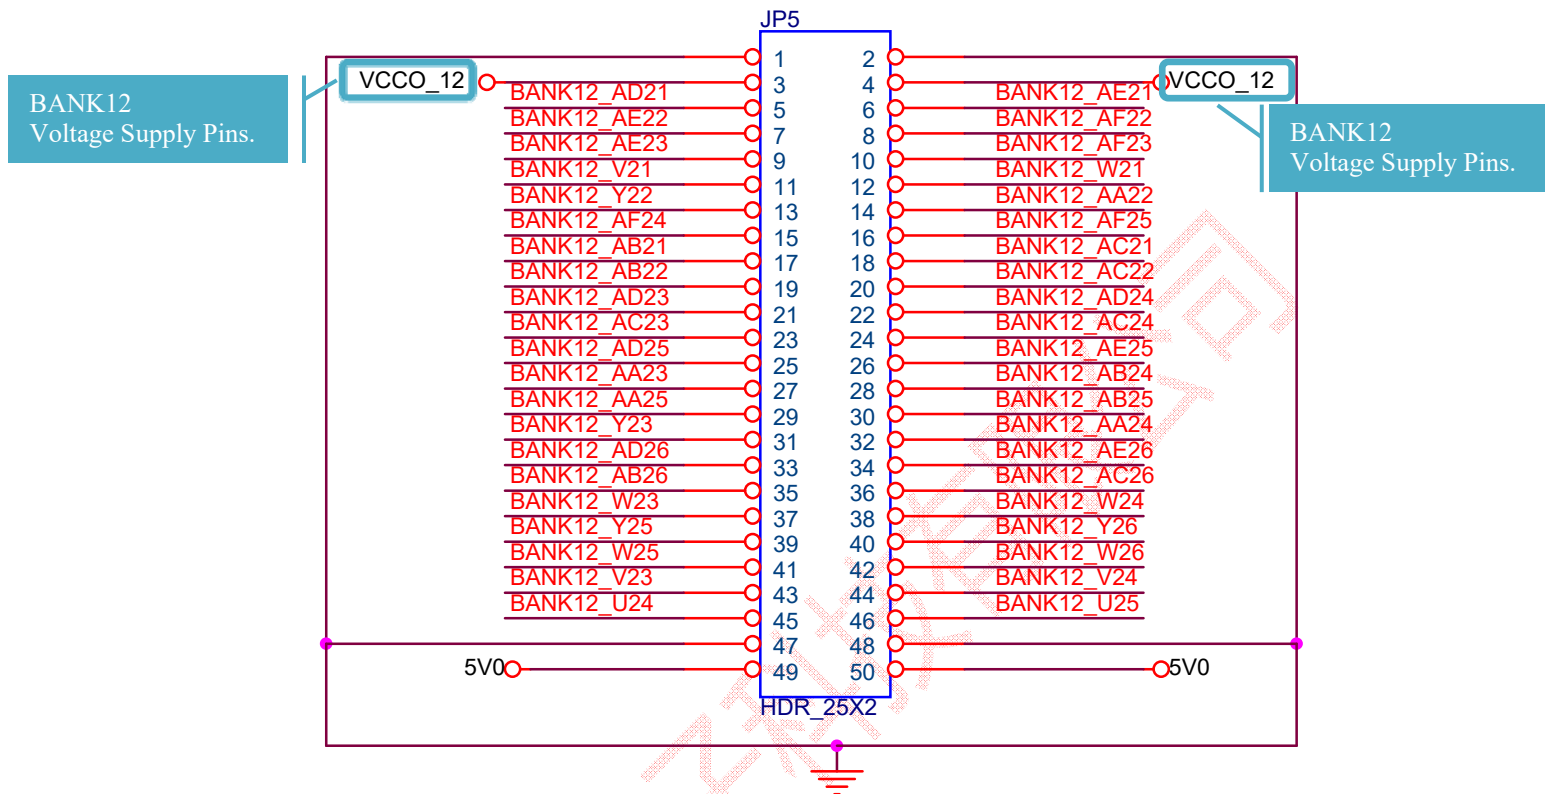 JP5
1 2
VCCO_12 3 4 VCCO_12
BANK12
Voltage Supply Pins.
BANK12
Voltage Supply Pins.
BANK12_AD21 5 6 BANK12_AE21
BANK12_AE22 7 8 BANK12_AF22
BANK12_AE23 9 10 BANK12_AF23
BANK12_V21 11 12 BANK12_W21
BANK12_Y22 13 14 BANK12_AA22
BANK12_AF24 15 16 BANK12_AF25
BANK12_AB21 17 18 BANK12_AC21
BANK12_AB22 19 20 BANK12_AC22
BANK12_AD23 21 22 BANK12_AD24
BANK12_AC23 23 24 BANK12_AC24
BANK12_AD25 25 26 BANK12_AE25
BANK12_AA23 27 28 BANK12_AB24
BANK12_AA25 29 30 BANK12_AB25
BANK12_Y23 31 32 BANK12_AA24
BANK12_AD26 33 34 BANK12_AE26
BANK12_AB26 35 36 BANK12_AC26
BANK12_W23 37 38 BANK12_W24
BANK12_Y25 39 40 BANK12_Y26
BANK12_W25 41 42 BANK12_W26
BANK12_V23 43 44 BANK12_V24
BANK12_U24 45 46 BANK12_U25
47 48
5V0 49 50 5V0
HDR_25X2